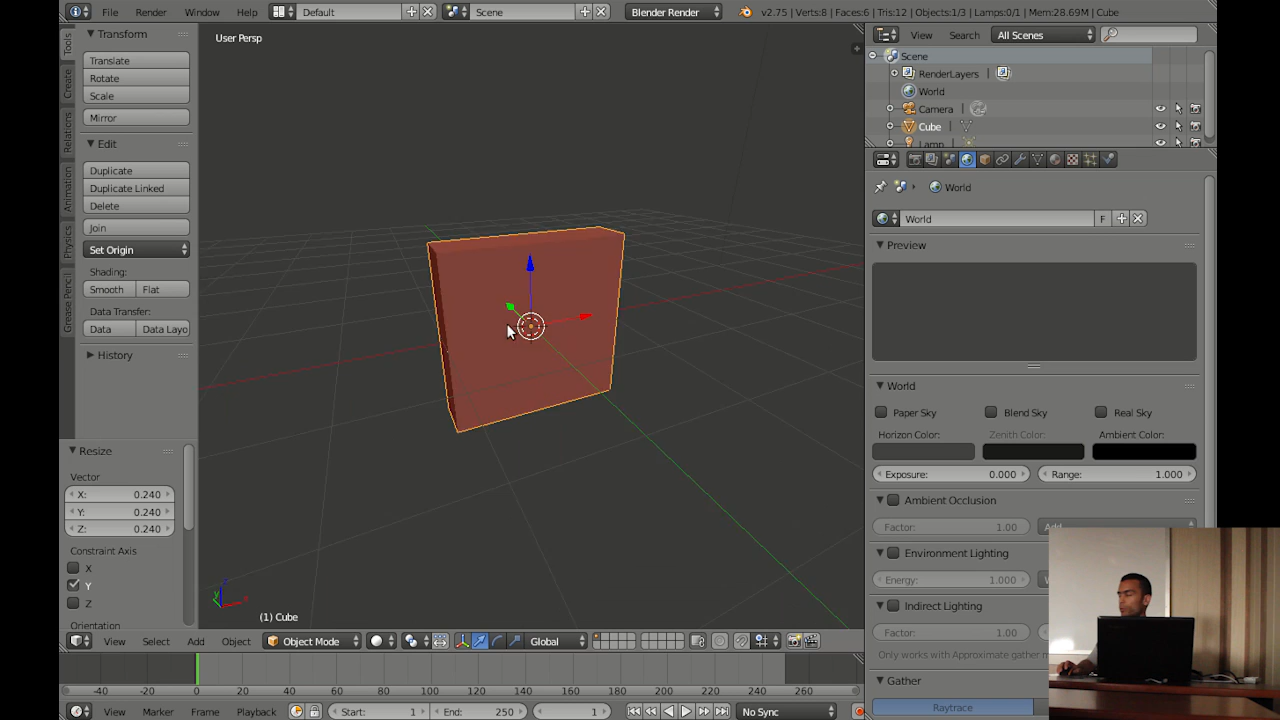 File Render Window Help Default Scene Blender Render v2.75 | Verts:8 | Faces:6 | Tris:12 | Objects:1/3 | Lamps:0/1 | Mem:28.69M | Cube
Tools
Create
Relations
Animation
Physics
Grease Pencil
Transform
Translate
Rotate
Scale
Mirror
Edit
Duplicate
Duplicate Linked
Delete
Join
Set Origin
Shading:
Smooth Flat
Data Transfer:
Data Data Layo
History
Resize
Vector
X: 0.240
Y: 0.240
Z: 0.240
Constraint Axis
X
Y
Z
Orientation
User Persp
(1) Cube
View Select Add Object Object Mode Global
-40 -20 0 20 40 60 80 100 120 140 160 180 200 220 240 260
View Marker Frame Playback Start: 1 End: 250 1 No Sync
View Search All Scenes
Scene
RenderLayers
World
Camera
Cube
Lamp
World
World F
Preview
World
Paper Sky Blend Sky Real Sky
Horizon Color: Zenith Color: Ambient Color:
Exposure: 0.000 Range: 1.000
Ambient Occlusion
Factor: 1.00 Add
Environment Lighting
Energy: 1.000
Indirect Lighting
Factor: 1.00
Only works with Approximate gather
Gather
Raytrace